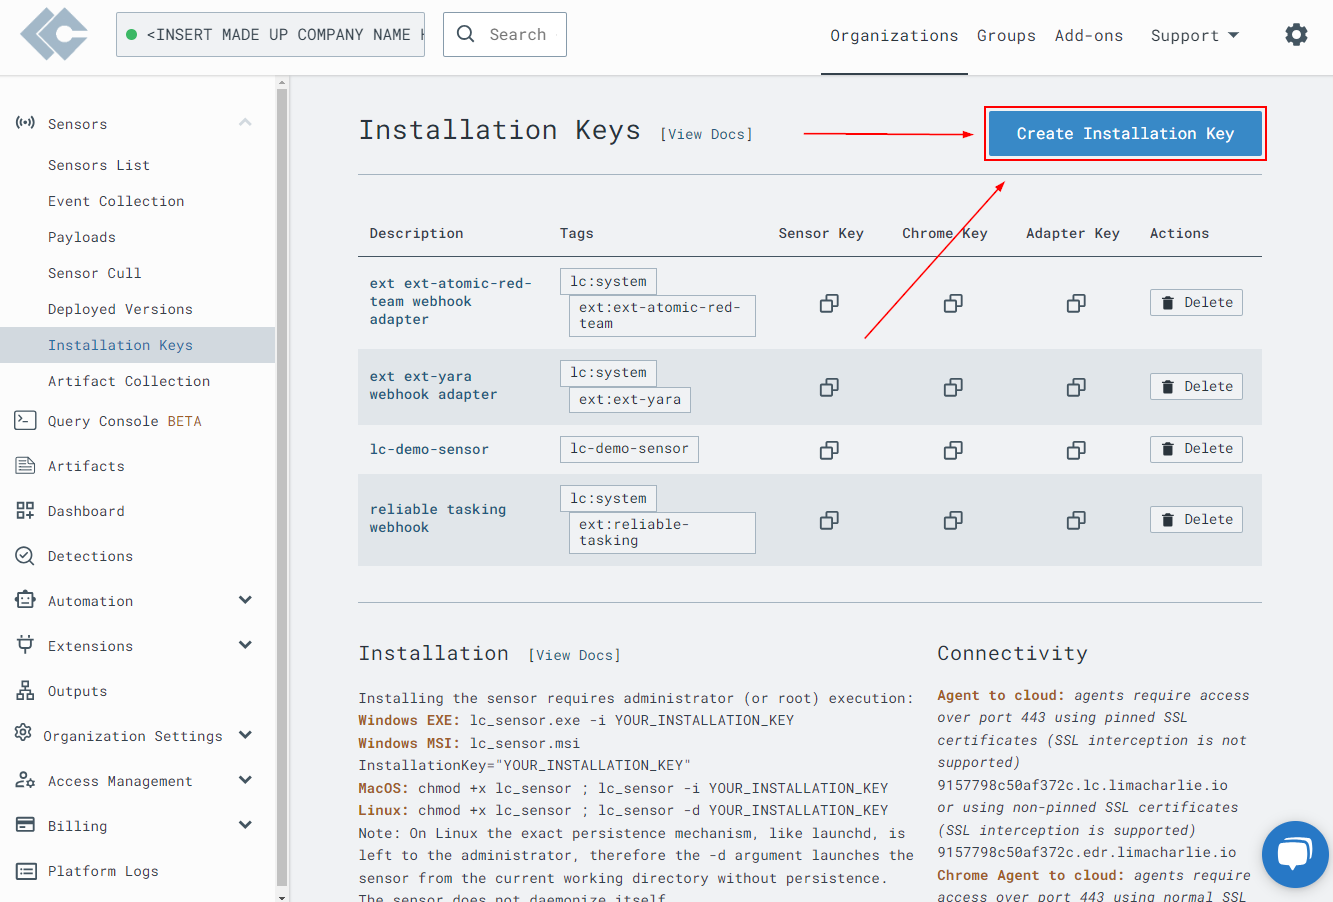 <INSERT MADE UP COMPANY NAME
Search
Organizations
Groups
Add-ons
Support
Sensors
Sensors List
Event Collection
Payloads
Sensor Cull
Deployed Versions
Installation Keys
Artifact Collection
Query Console BETA
Artifacts
Dashboard
Detections
Automation
Extensions
Outputs
Organization Settings
Access Management
Billing
Platform Logs
Installation Keys [View Docs]
Create Installation Key
Description Tags Sensor Key Chrome Key Adapter Key Actions
ext ext-atomic-red-
team webhook
adapter
lc:system
ext:ext-atomic-red-
team
Delete
ext ext-yara
webhook adapter
lc:system
ext:ext-yara
Delete
lc-demo-sensor
lc-demo-sensor
Delete
reliable tasking
webhook
lc:system
ext:reliable-
tasking
Delete
Installation [View Docs]
Installing the sensor requires administrator (or root) execution:
Windows EXE: lc_sensor.exe -i YOUR_INSTALLATION_KEY
Windows MSI: lc_sensor.msi
InstallationKey="YOUR_INSTALLATION_KEY"
MacOS: chmod +x lc_sensor ; lc_sensor -i YOUR_INSTALLATION_KEY
Linux: chmod +x lc_sensor ; lc_sensor -d YOUR_INSTALLATION_KEY
Note: On Linux the exact persistence mechanism, like launchd, is
left to the administrator, therefore the -d argument launches the
sensor from the current working directory without persistence.
The sensor does not daemonize itself
Connectivity
Agent to cloud: agents require access
over port 443 using pinned SSL
certificates (SSL interception is not
supported)
9157798c50af372c.lc.limacharlie.io
or using non-pinned SSL certificates
(SSL interception is supported)
9157798c50af372c.edr.limacharlie.io
Chrome Agent to cloud: agents require
access over port 443 using normal SSL